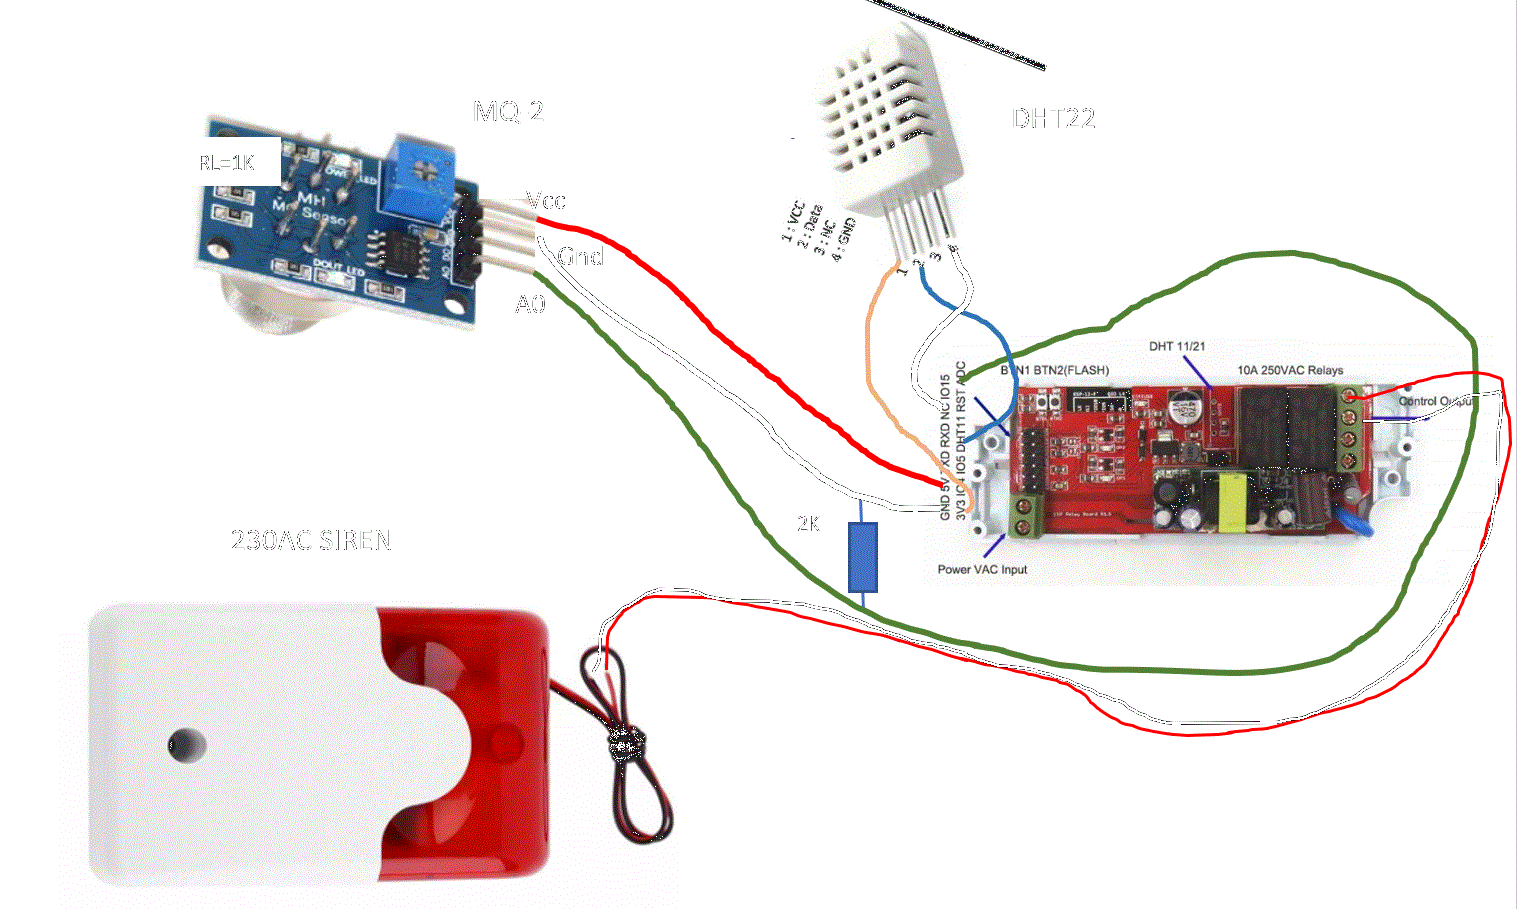 MQ-2
DHT22
RL=1K
Vcc
Gnd
A0
DOUT LED
1 : VCC
2 : Data
3 : NC
4 : GND
1
2
3
4
DHT 11/21
BTN1 BTN2(FLASH)
10A 250VAC Relays
Control Output
GND 5V TXD RXD NC IO15
3V3 IO4 IO5 DHT11 RST ADC
2K
Power VAC Input
230AC SIREN